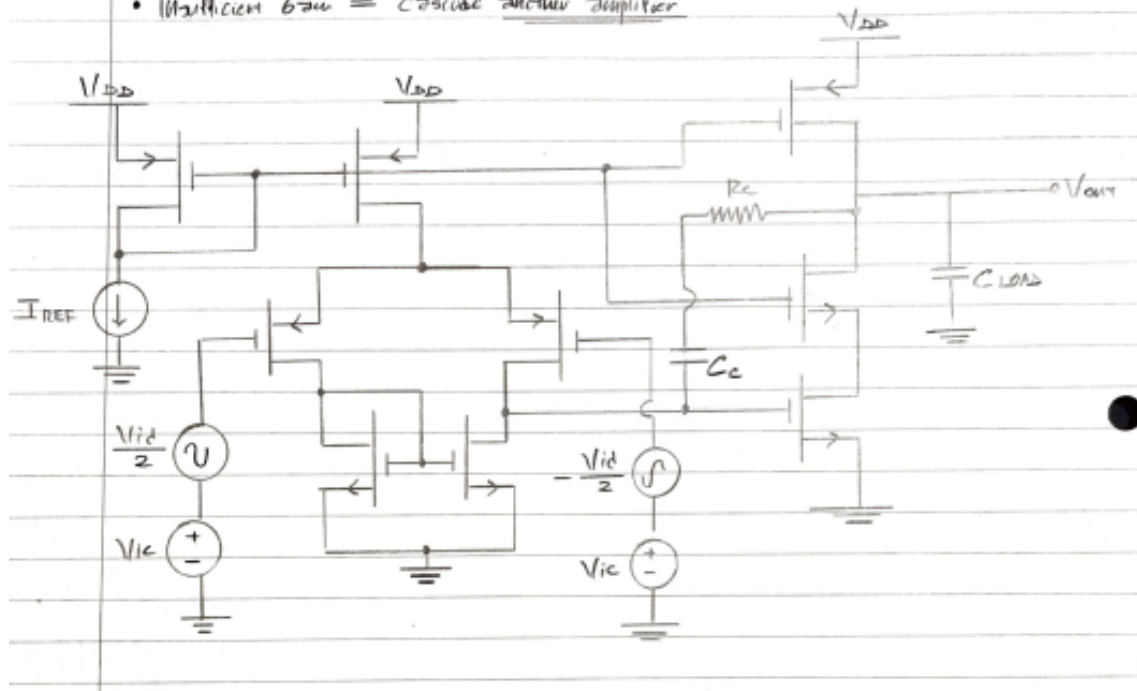 • Insufficient Gain = Cascade another amplifier
VDD
VDD
VDD
Rc
VOUT
CLOAD
IREF
Cc
Vid
2
- Vid
2
Vic
+
-
Vic
+
-